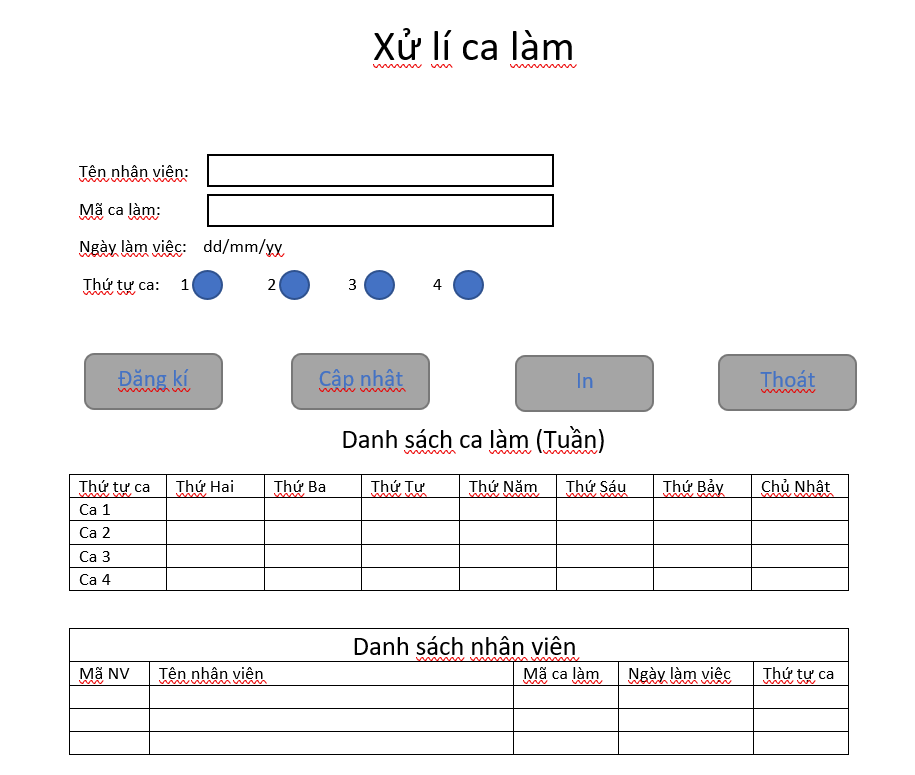 Xử lí ca làm
Tên nhân viên:
Mã ca làm:
Ngày làm việc: dd/mm/yy
Thứ tự ca: 1 2 3 4
Đăng kí Câp nhât In Thoát
Danh sách ca làm (Tuần)
Thứ tự ca Thứ Hai Thứ Ba Thứ Tư Thứ Năm Thứ Sáu Thứ Bảy Chủ Nhật
Ca 1
Ca 2
Ca 3
Ca 4
Danh sách nhân viên
Mã NV Tên nhân viên Mã ca làm Ngày làm việc Thứ tự ca